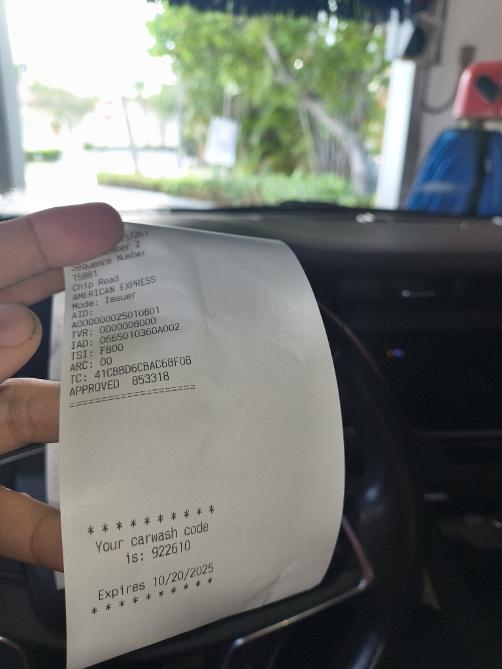 Sequence Number
15881
Chip Read
AMERICAN EXPRESS
Mode: Issuer
AID:
A000000025010801
TVR: 0000008000
IAD: 0665010360A002
TSI: F800
ARC: 00
TC: 41CBBD6CBAC68F06
APPROVED 853318
====================
* * * * * * * * * *
Your carwash code
is: 922610
Expires 10/20/2025
* * * * * * * * * *